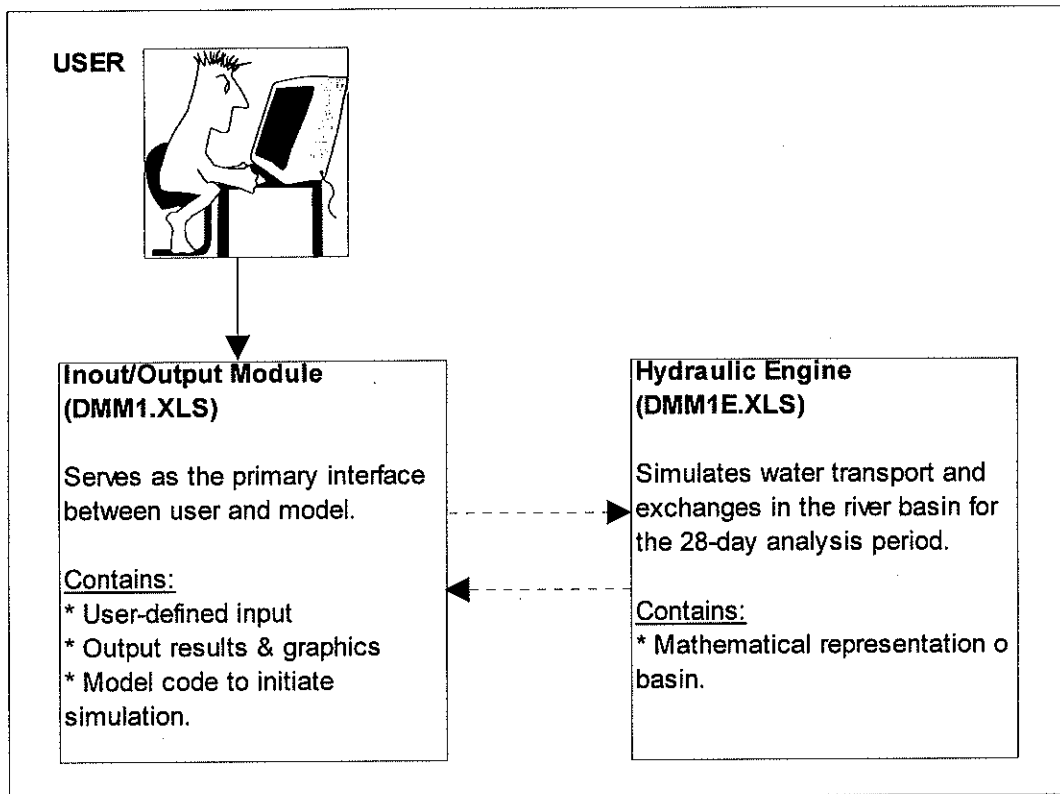 USER
Inout/Output Module
(DMM1.XLS)
Serves as the primary interface
between user and model.
Contains:
* User-defined input
* Output results & graphics
* Model code to initiate
simulation.
Hydraulic Engine
(DMM1E.XLS)
Simulates water transport and
exchanges in the river basin for
the 28-day analysis period.
Contains:
* Mathematical representation o
basin.